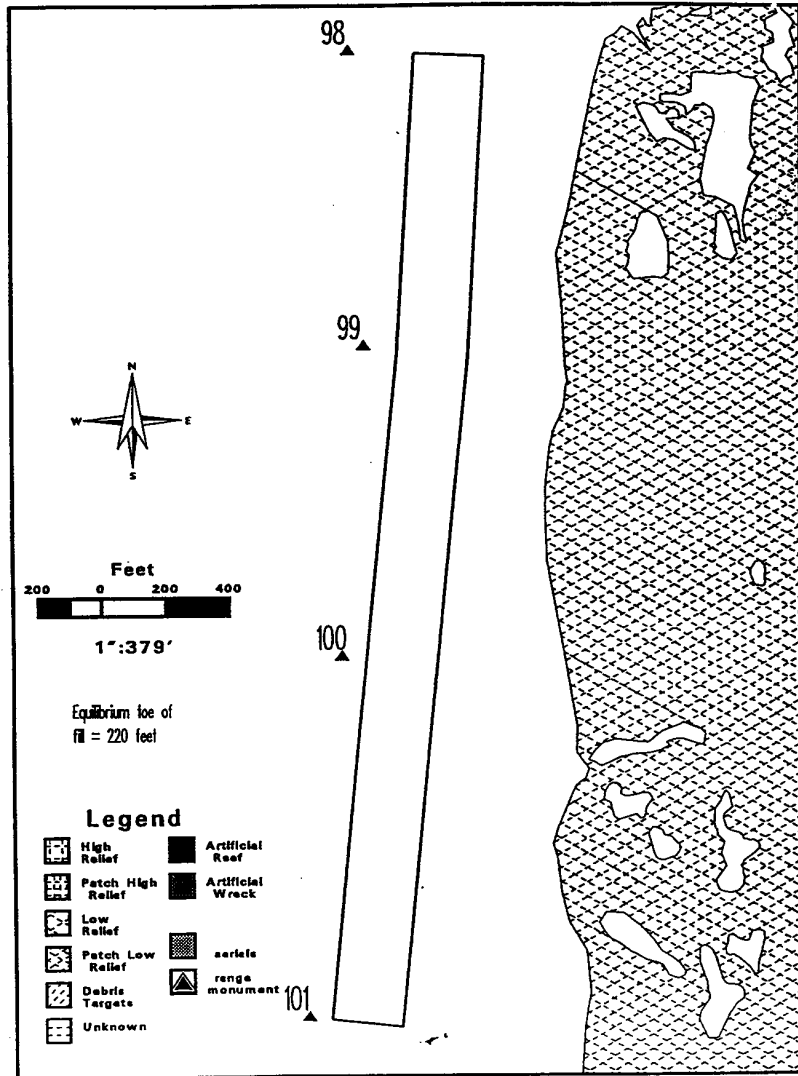 98
99
N
W E
S
Feet
200 0 200 400
1":379'
100
Equilibrium toe of
fill = 220 feet
Legend
High
Relief
Artificial
Reef
Patch High
Relief
Artificial
Wreck
Low
Relief
Patch Low
Relief
aerials
Debris
Targets
range
monument
Unknown
101